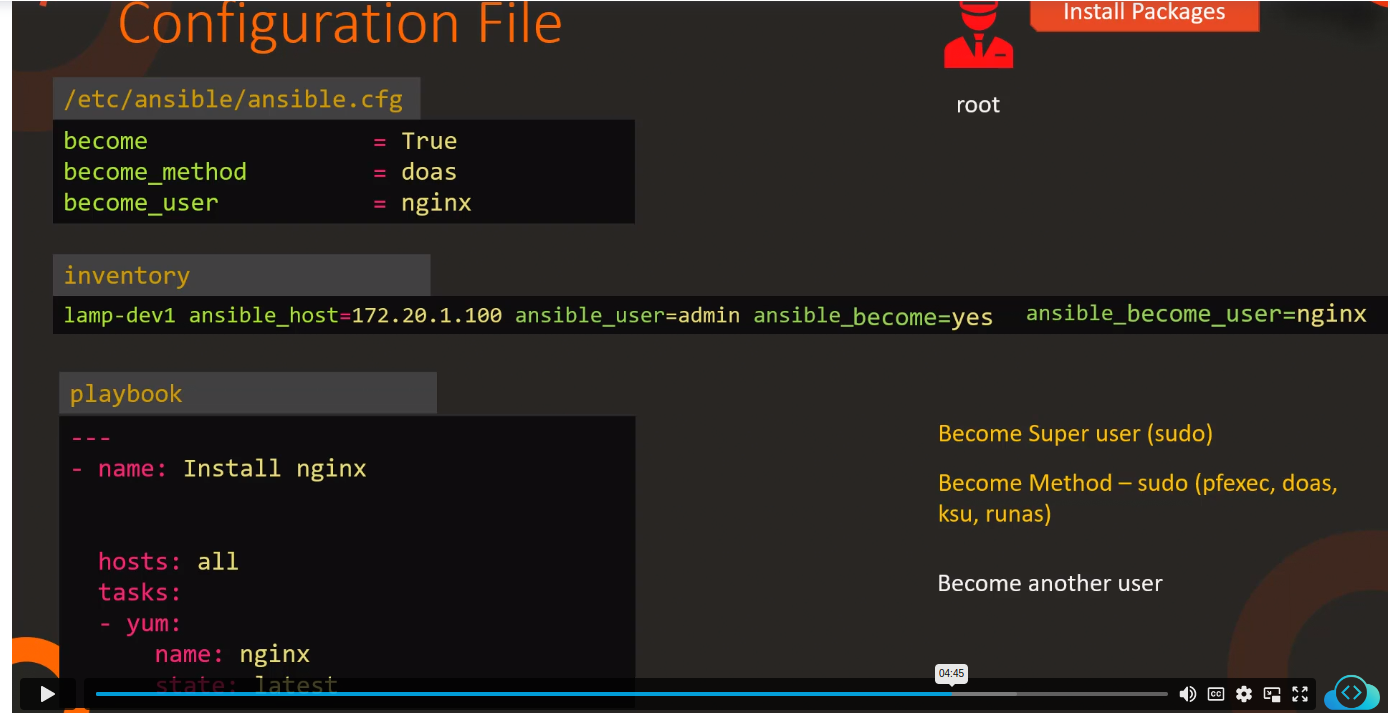 Configuration File
Install Packages
root
/etc/ansible/ansible.cfg
become = True
become_method = doas
become_user = nginx
inventory
lamp-dev1 ansible_host=172.20.1.100 ansible_user=admin ansible_become=yes ansible_become_user=nginx
playbook
---
- name: Install nginx
hosts: all
tasks:
- yum:
name: nginx
state: latest
Become Super user (sudo)
Become Method – sudo (pfexec, doas,
ksu, runas)
Become another user
04:45
CC